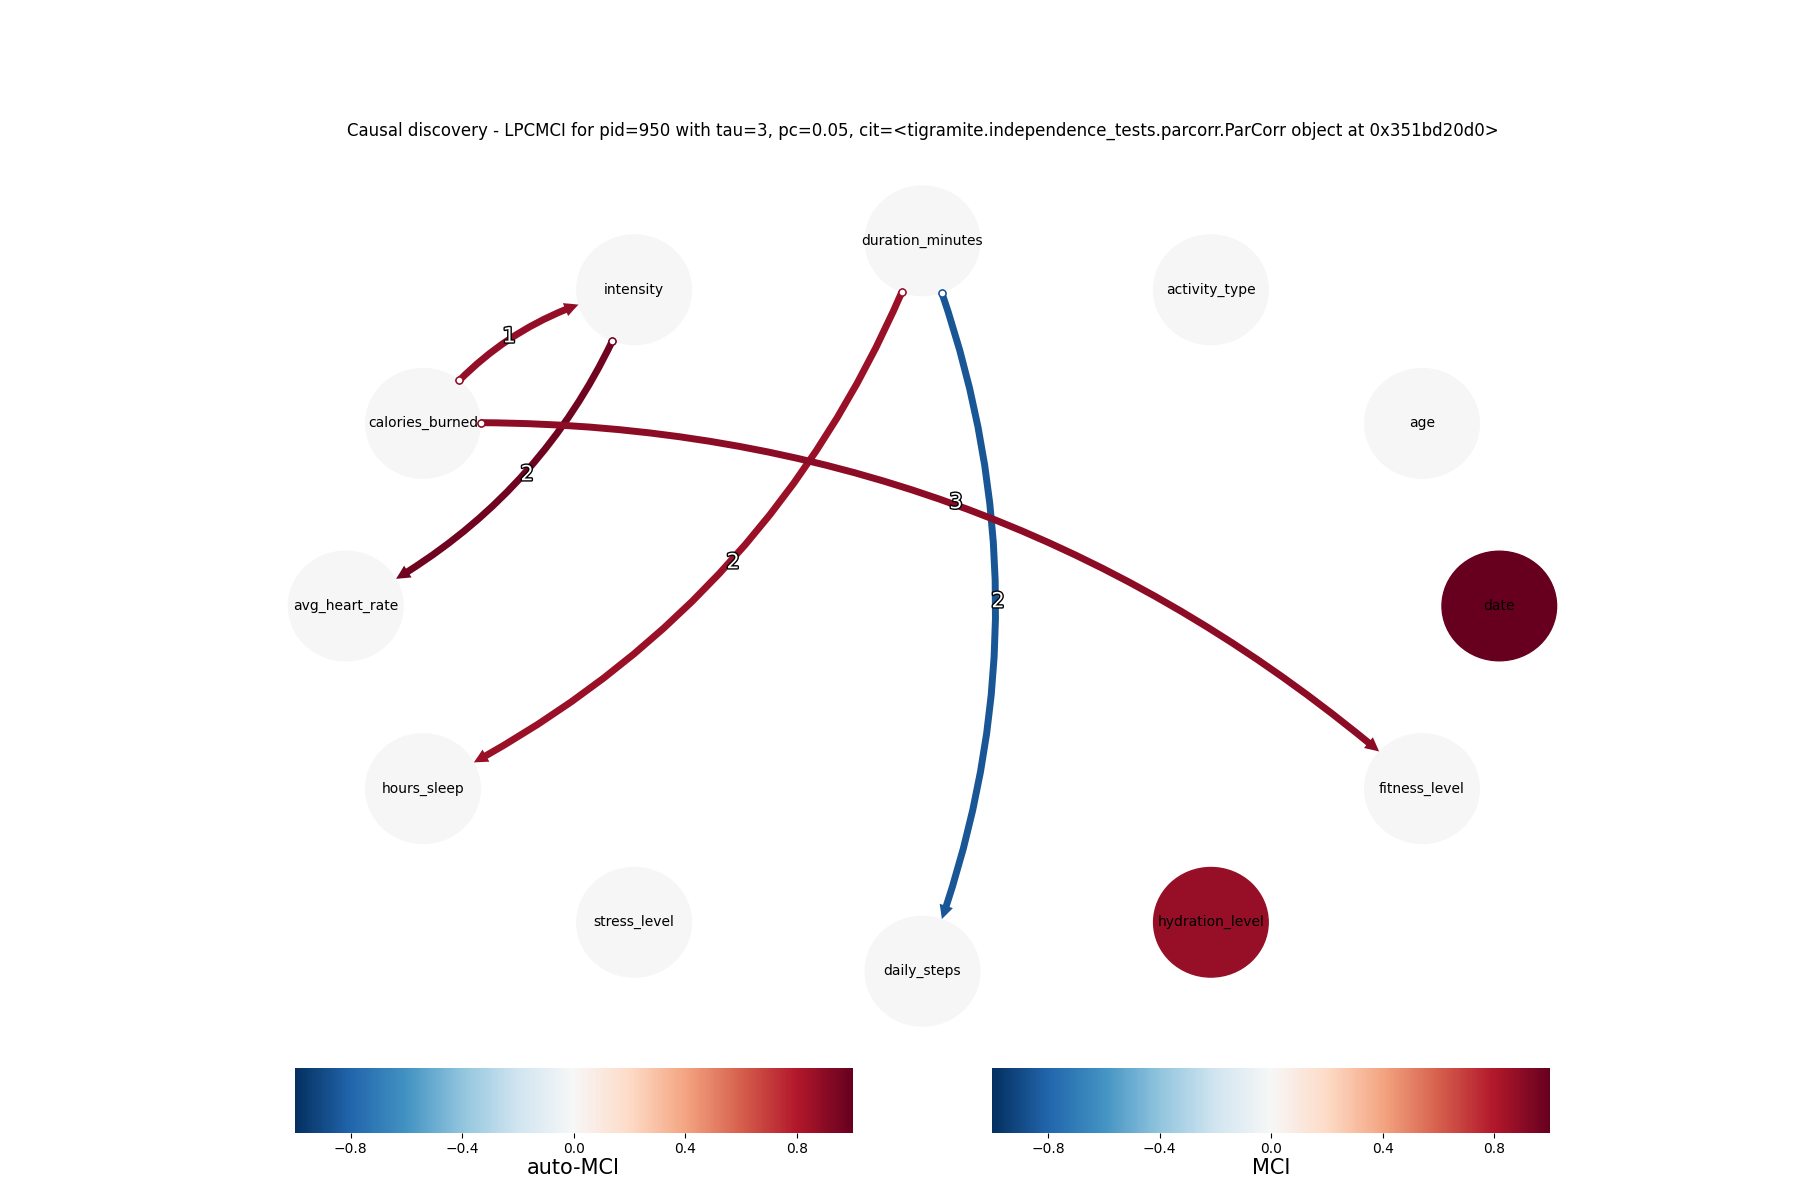 Causal discovery - LPCMCI for pid=950 with tau=3, pc=0.05, cit=<tigramite.independence_tests.parcorr.ParCorr object at 0x351bd20d0>
duration_minutes
intensity
activity_type
1
calories_burned
age
2
3
2
2
avg_heart_rate
date
hours_sleep
fitness_level
stress_level
hydration_level
daily_steps
−0.8 −0.4 0.0 0.4 0.8
auto-MCI
−0.8 −0.4 0.0 0.4 0.8
MCI